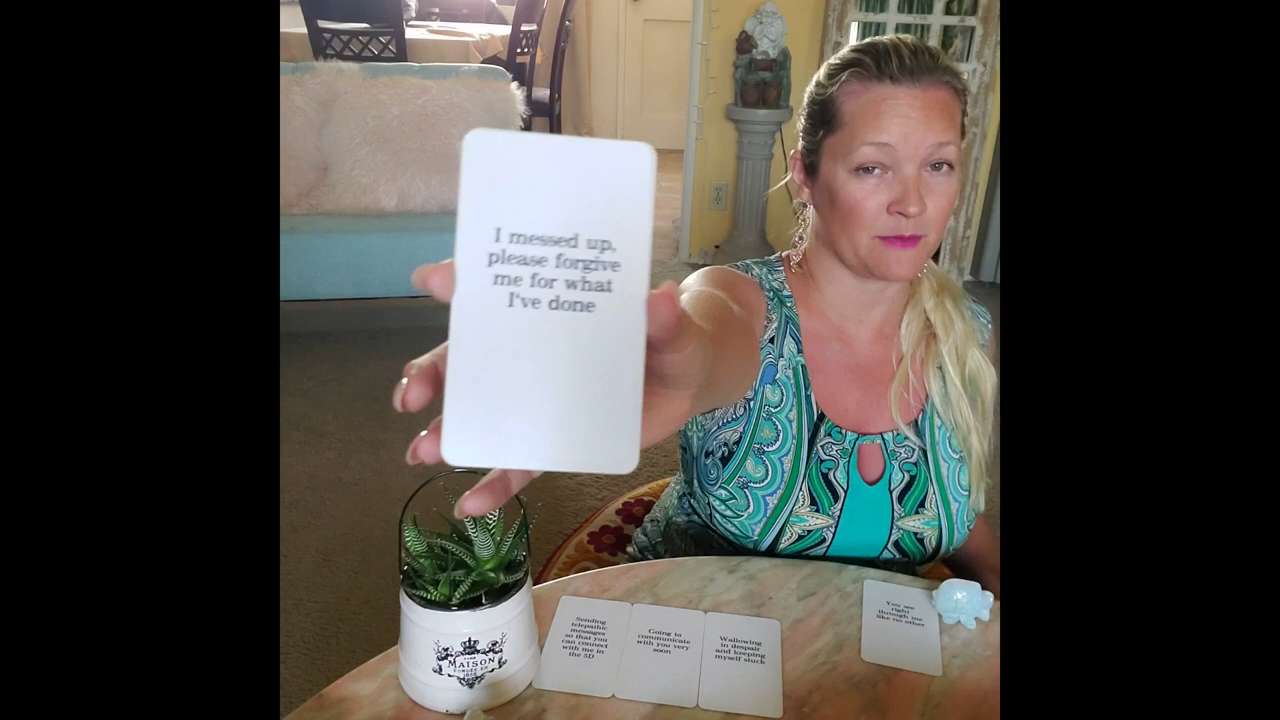 I messed up,
please forgive
me for what
I've done
Sending
telepathic
messages
so that you
can connect
with me in
the 5D
Going to
communicate
with you very
soon
Wallowing
in despair
and keeping
myself stuck
You see
right
through me
like no other
MAISON
FONDÉE EN